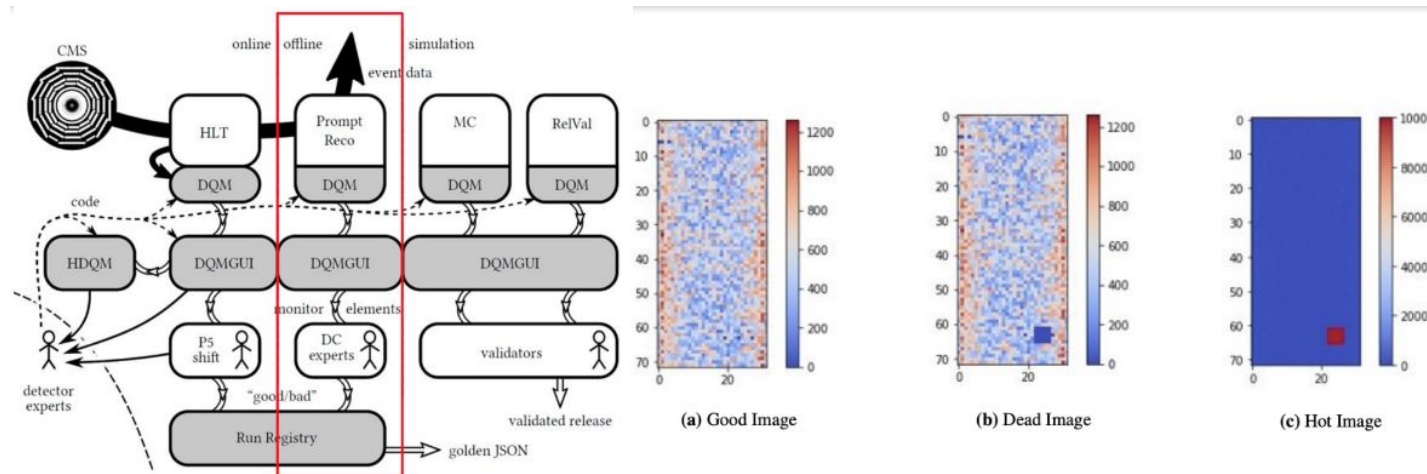 CMS
online
offline
simulation
event data
HLT
Prompt
Reco
MC
RelVal
DQM
DQM
DQM
DQM
code
HDQM
DQMGUI
DQMGUI
DQMGUI
monitor
elements
P5
shift
DC
experts
validators
detector
experts
"good/bad"
Run Registry
golden JSON
validated release
0
10
20
30
40
50
60
70
0
20
1200
1000
800
600
400
200
0
(a) Good Image
0
10
20
30
40
50
60
70
0
20
1200
1000
800
600
400
200
0
(b) Dead Image
0
10
20
30
40
50
60
70
0
20
8000
6000
4000
2000
0
(c) Hot Image